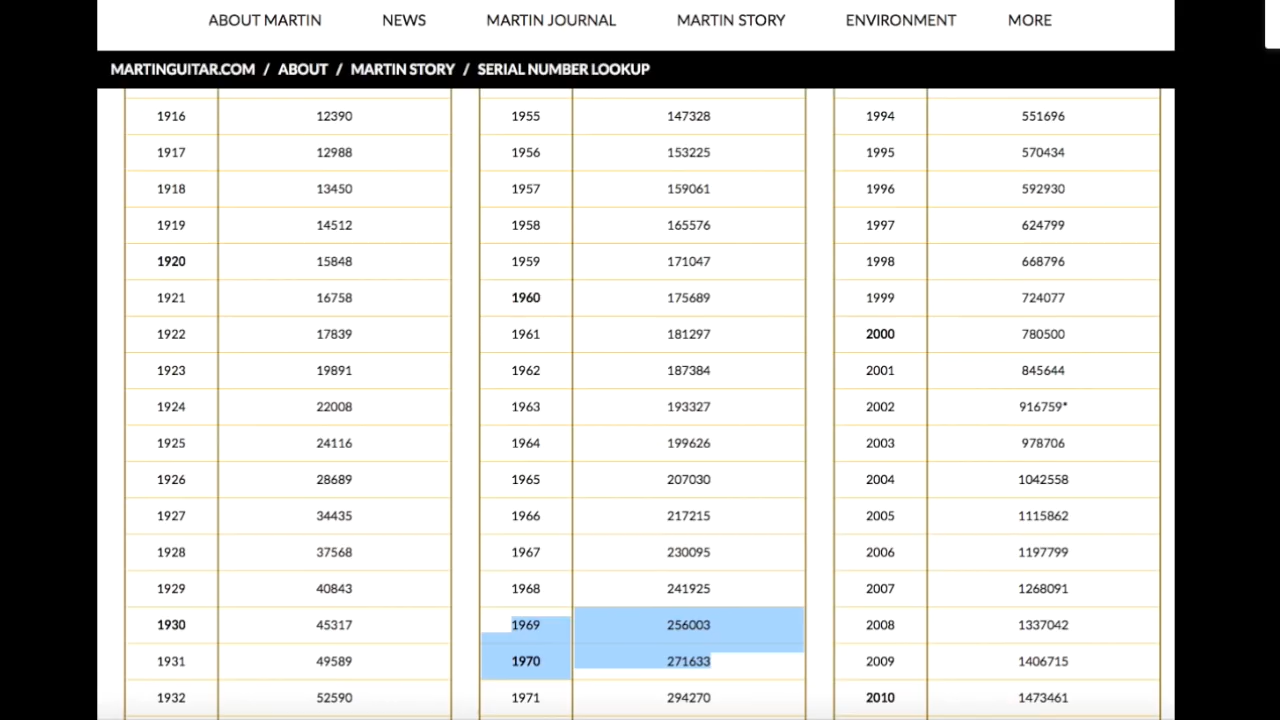 ABOUT MARTIN NEWS MARTIN JOURNAL MARTIN STORY ENVIRONMENT MORE
MARTINGUITAR.COM / ABOUT / MARTIN STORY / SERIAL NUMBER LOOKUP
1916 12390 1955 147328 1994 551696
1917 12988 1956 153225 1995 570434
1918 13450 1957 159061 1996 592930
1919 14512 1958 165576 1997 624799
1920 15848 1959 171047 1998 668796
1921 16758 1960 175689 1999 724077
1922 17839 1961 181297 2000 780500
1923 19891 1962 187384 2001 845644
1924 22008 1963 193327 2002 916759*
1925 24116 1964 199626 2003 978706
1926 28689 1965 207030 2004 1042558
1927 34435 1966 217215 2005 1115862
1928 37568 1967 230095 2006 1197799
1929 40843 1968 241925 2007 1268091
1930 45317 1969 256003 2008 1337042
1931 49589 1970 271633 2009 1406715
1932 52590 1971 294270 2010 1473461